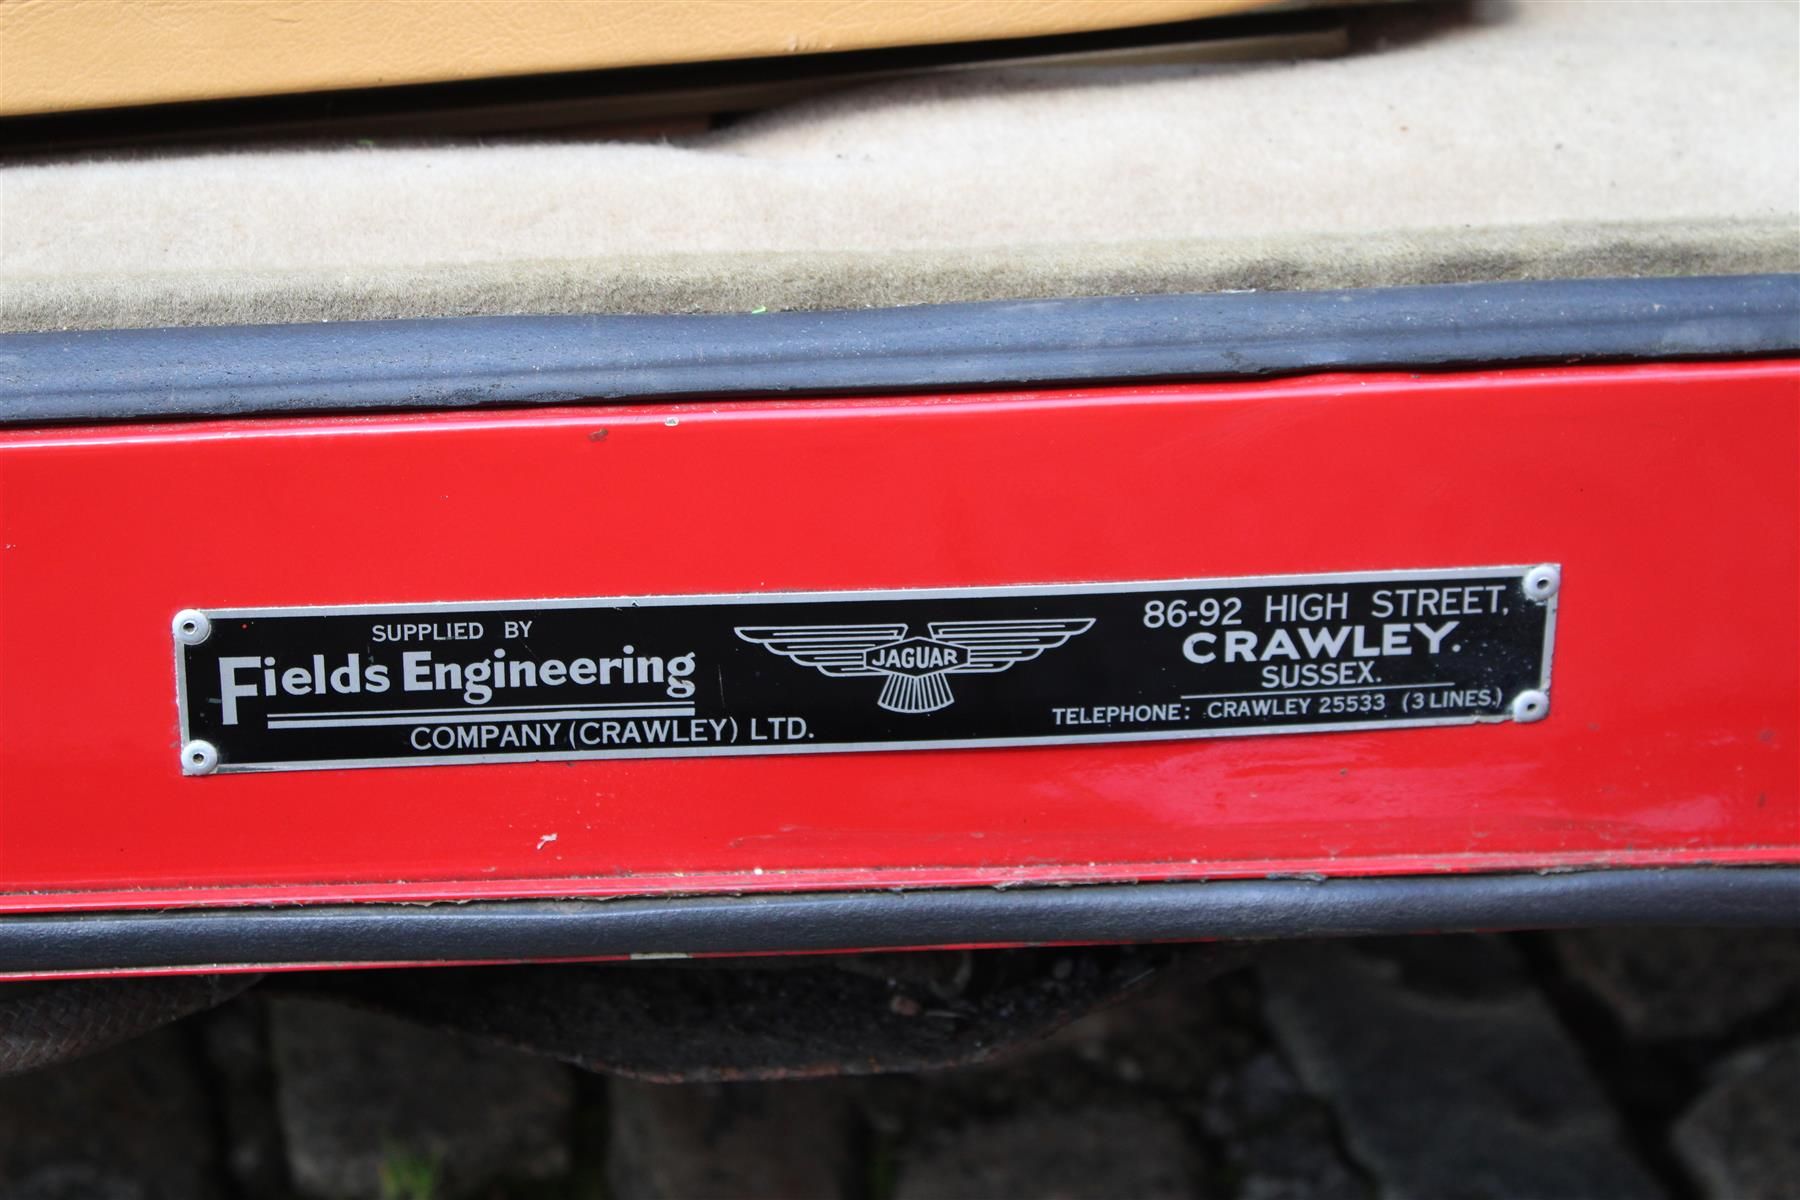 SUPPLIED BY
Fields Engineering
COMPANY (CRAWLEY) LTD.
JAGUAR
86-92 HIGH STREET,
CRAWLEY.
SUSSEX.
TELEPHONE: CRAWLEY 25533 (3 LINES.)